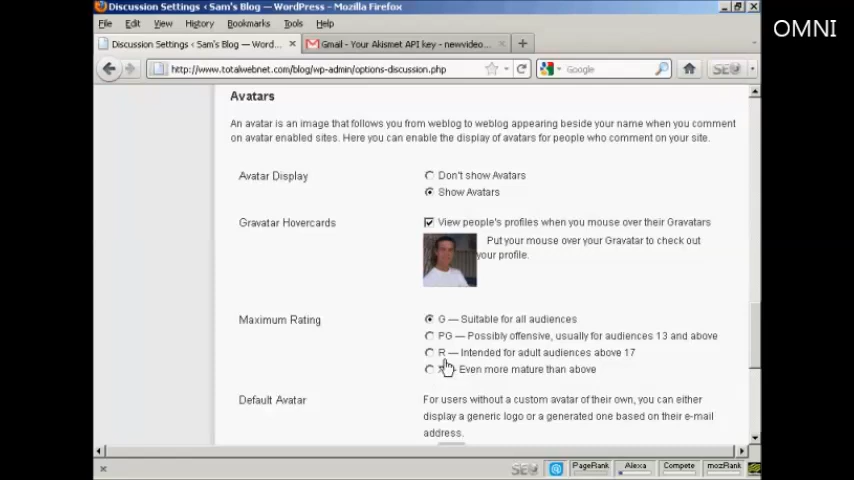 Discussion Settings ‹ Sam's Blog — WordPress - Mozilla Firefox
OMNI
File Edit View History Bookmarks Tools Help
Discussion Settings ‹ Sam's Blog — Word...
Gmail - Your Akismet API key - newvideo...
http://www.totalwebnet.com/blog/wp-admin/options-discussion.php
Google
SEO
Avatars
An avatar is an image that follows you from weblog to weblog appearing beside your name when you comment
on avatar enabled sites. Here you can enable the display of avatars for people who comment on your site.
Avatar Display
Don't show Avatars
Show Avatars
Gravatar Hovercards
View people's profiles when you mouse over their Gravatars
Put your mouse over your Gravatar to check out
your profile.
Maximum Rating
G — Suitable for all audiences
PG — Possibly offensive, usually for audiences 13 and above
R — Intended for adult audiences above 17
Even more mature than above
Default Avatar
For users without a custom avatar of their own, you can either
display a generic logo or a generated one based on their e-mail
address.
SEO
PageRank
Alexa
Compete
mozRank